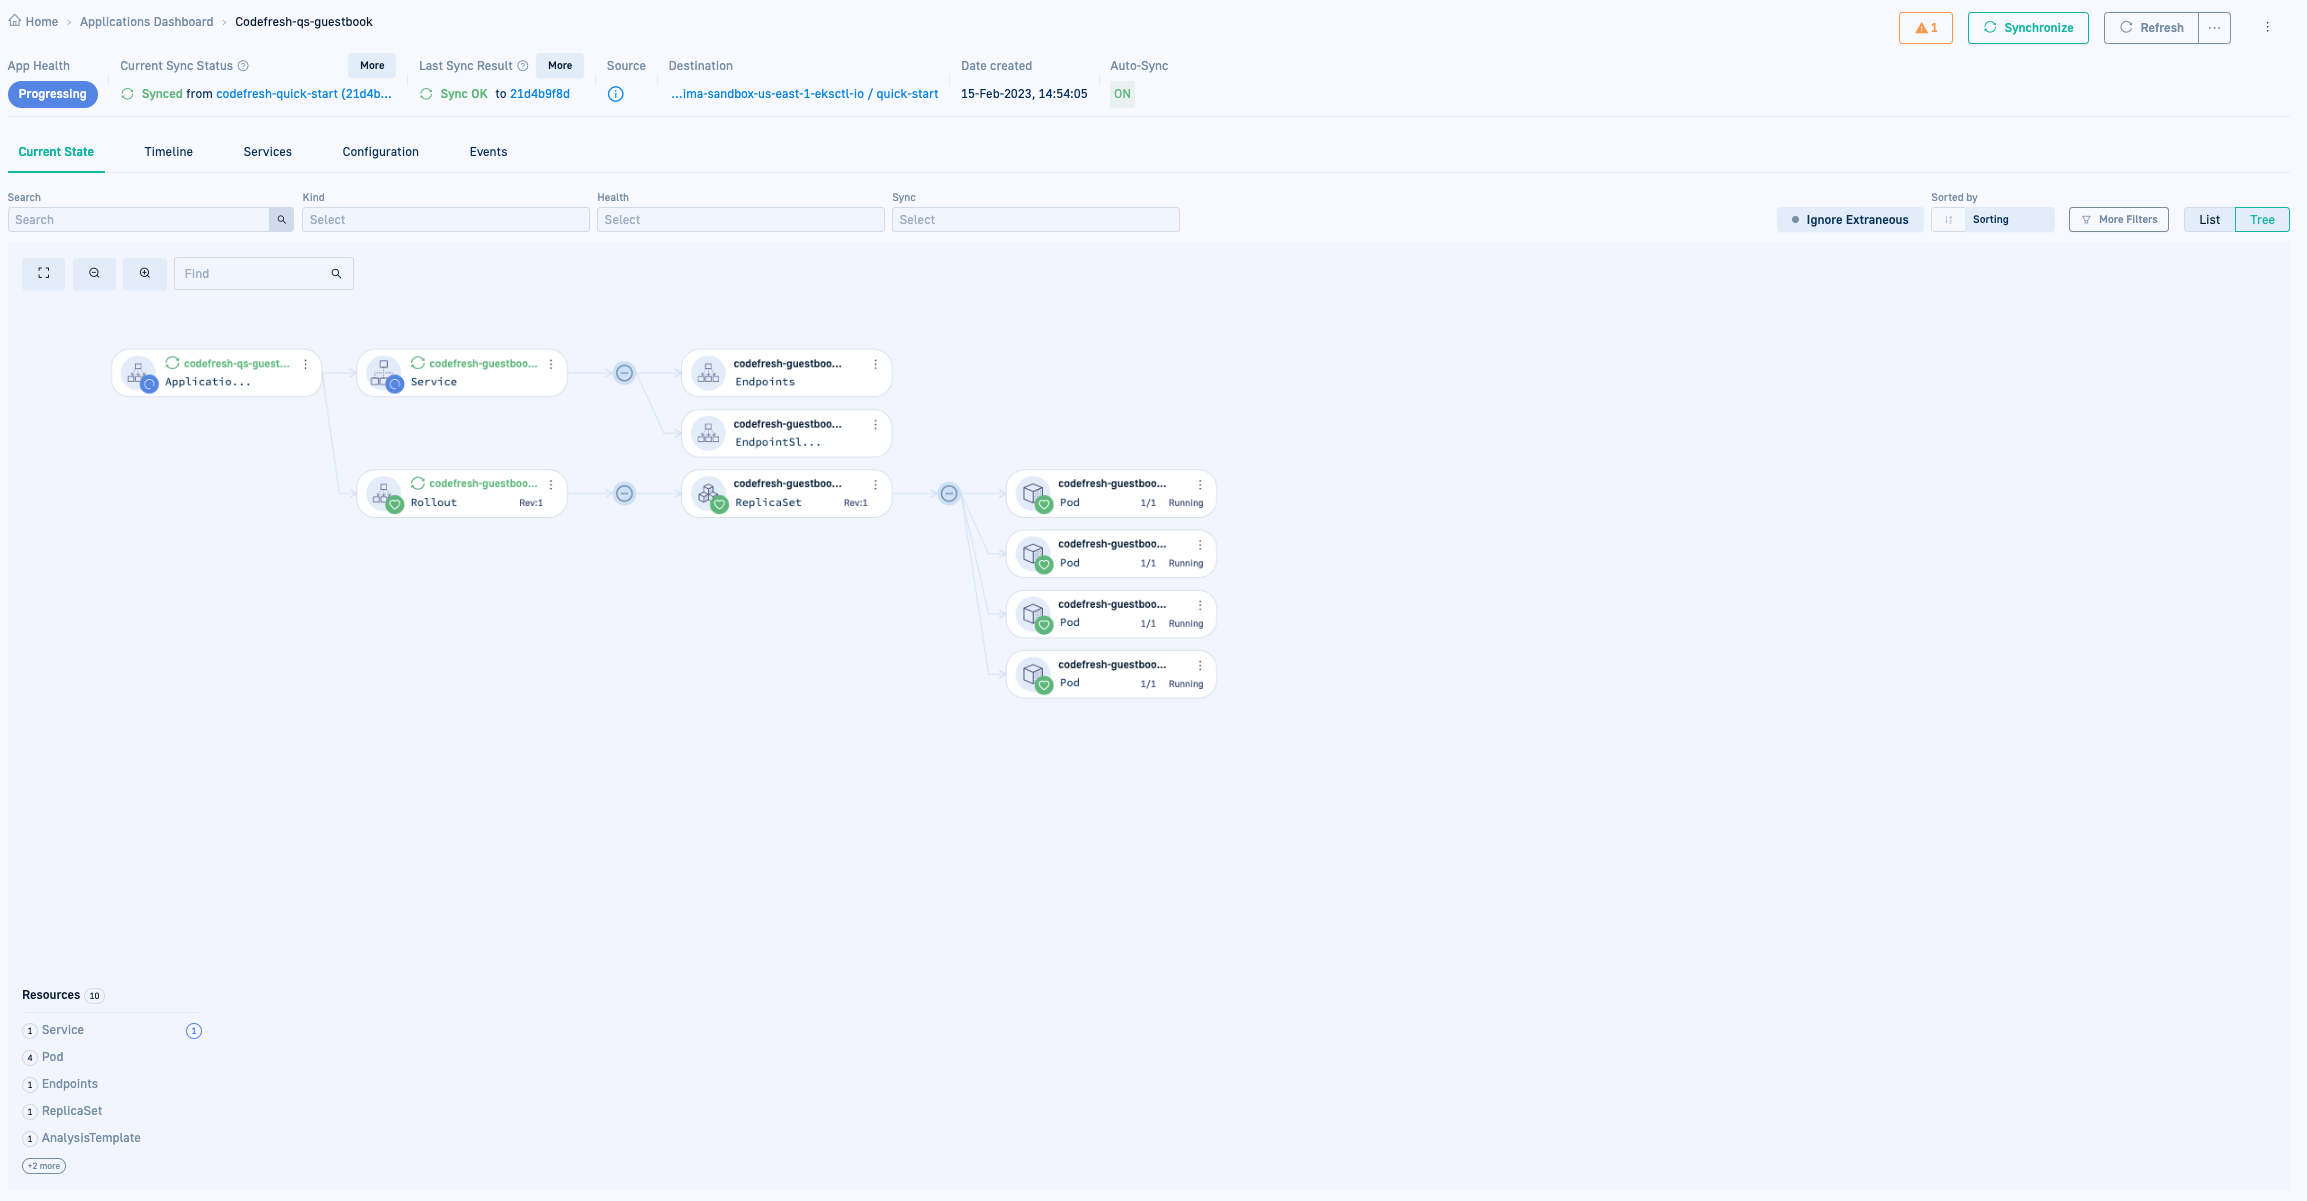 Home > Applications Dashboard > Codefresh-qs-guestbook
1
Synchronize
Refresh
App Health
Progressing
Current Sync Status
More
Synced from codefresh-quick-start (21d4b...
Last Sync Result
More
Sync OK to 21d4b9f8d
Source
Destination
...ima-sandbox-us-east-1-eksctl-io / quick-start
Date created
15-Feb-2023, 14:54:05
Auto-Sync
ON
Current State
Timeline
Services
Configuration
Events
Search
Search
Kind
Select
Health
Select
Sync
Select
Ignore Extraneous
Sorted by
Sorting
More Filters
List
Tree
Find
codefresh-qs-guest...
Applicatio...
codefresh-guestboo...
Service
codefresh-guestboo...
Endpoints
codefresh-guestboo...
EndpointSl...
codefresh-guestboo...
Rollout Rev:1
codefresh-guestboo...
ReplicaSet Rev:1
codefresh-guestboo...
Pod 1/1 Running
codefresh-guestboo...
Pod 1/1 Running
codefresh-guestboo...
Pod 1/1 Running
codefresh-guestboo...
Pod 1/1 Running
Resources 10
1 Service 1
4 Pod
1 Endpoints
1 ReplicaSet
1 AnalysisTemplate
+2 more